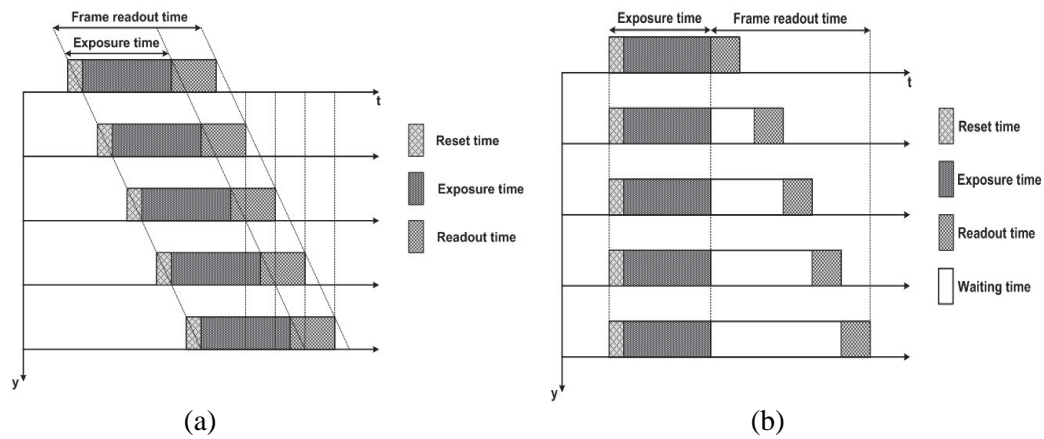 Frame readout time
Exposure time
t
Reset time
Exposure time
Readout time
y
(a)
Exposure time
Frame readout time
t
Reset time
Exposure time
Readout time
Waiting time
y
(b)